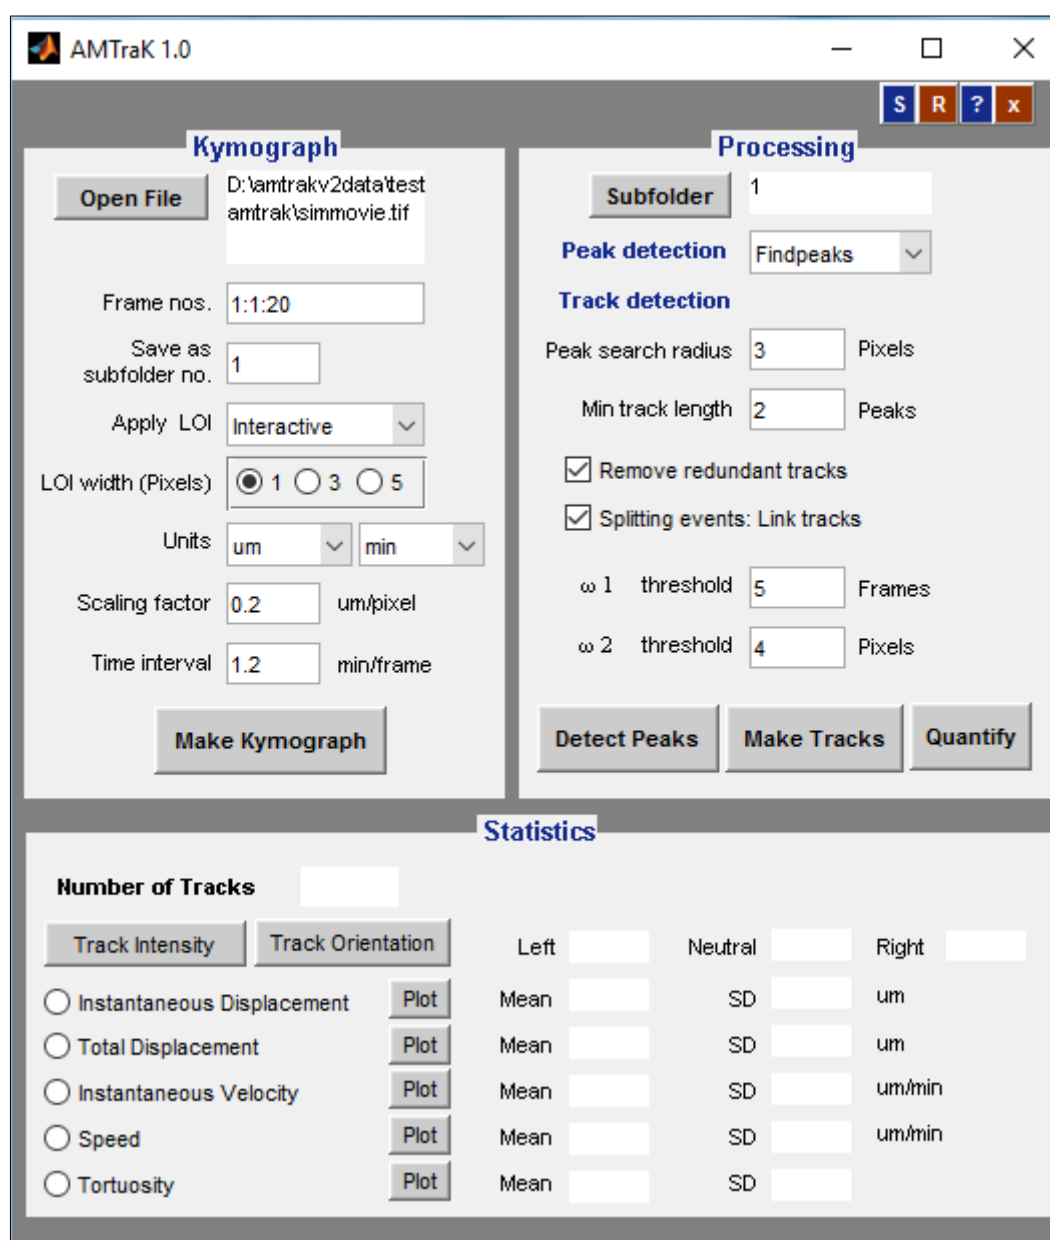 AMTraK 1.0
S R ? x
Kymograph
Open File
D:\amtrakv2data\test
amtrak\simmovie.tif
Frame nos. 1:1:20
Save as
subfolder no. 1
Apply LOI Interactive
LOI width (Pixels) 1 3 5
Units um min
Scaling factor 0.2 um/pixel
Time interval 1.2 min/frame
Make Kymograph
Processing
Subfolder 1
Peak detection Findpeaks
Track detection
Peak search radius 3 Pixels
Min track length 2 Peaks
Remove redundant tracks
Splitting events: Link tracks
ω 1 threshold 5 Frames
ω 2 threshold 4 Pixels
Detect Peaks Make Tracks Quantify
Statistics
Number of Tracks
Track Intensity Track Orientation Left Neutral Right
Instantaneous Displacement Plot Mean SD um
Total Displacement Plot Mean SD um
Instantaneous Velocity Plot Mean SD um/min
Speed Plot Mean SD um/min
Tortuosity Plot Mean SD